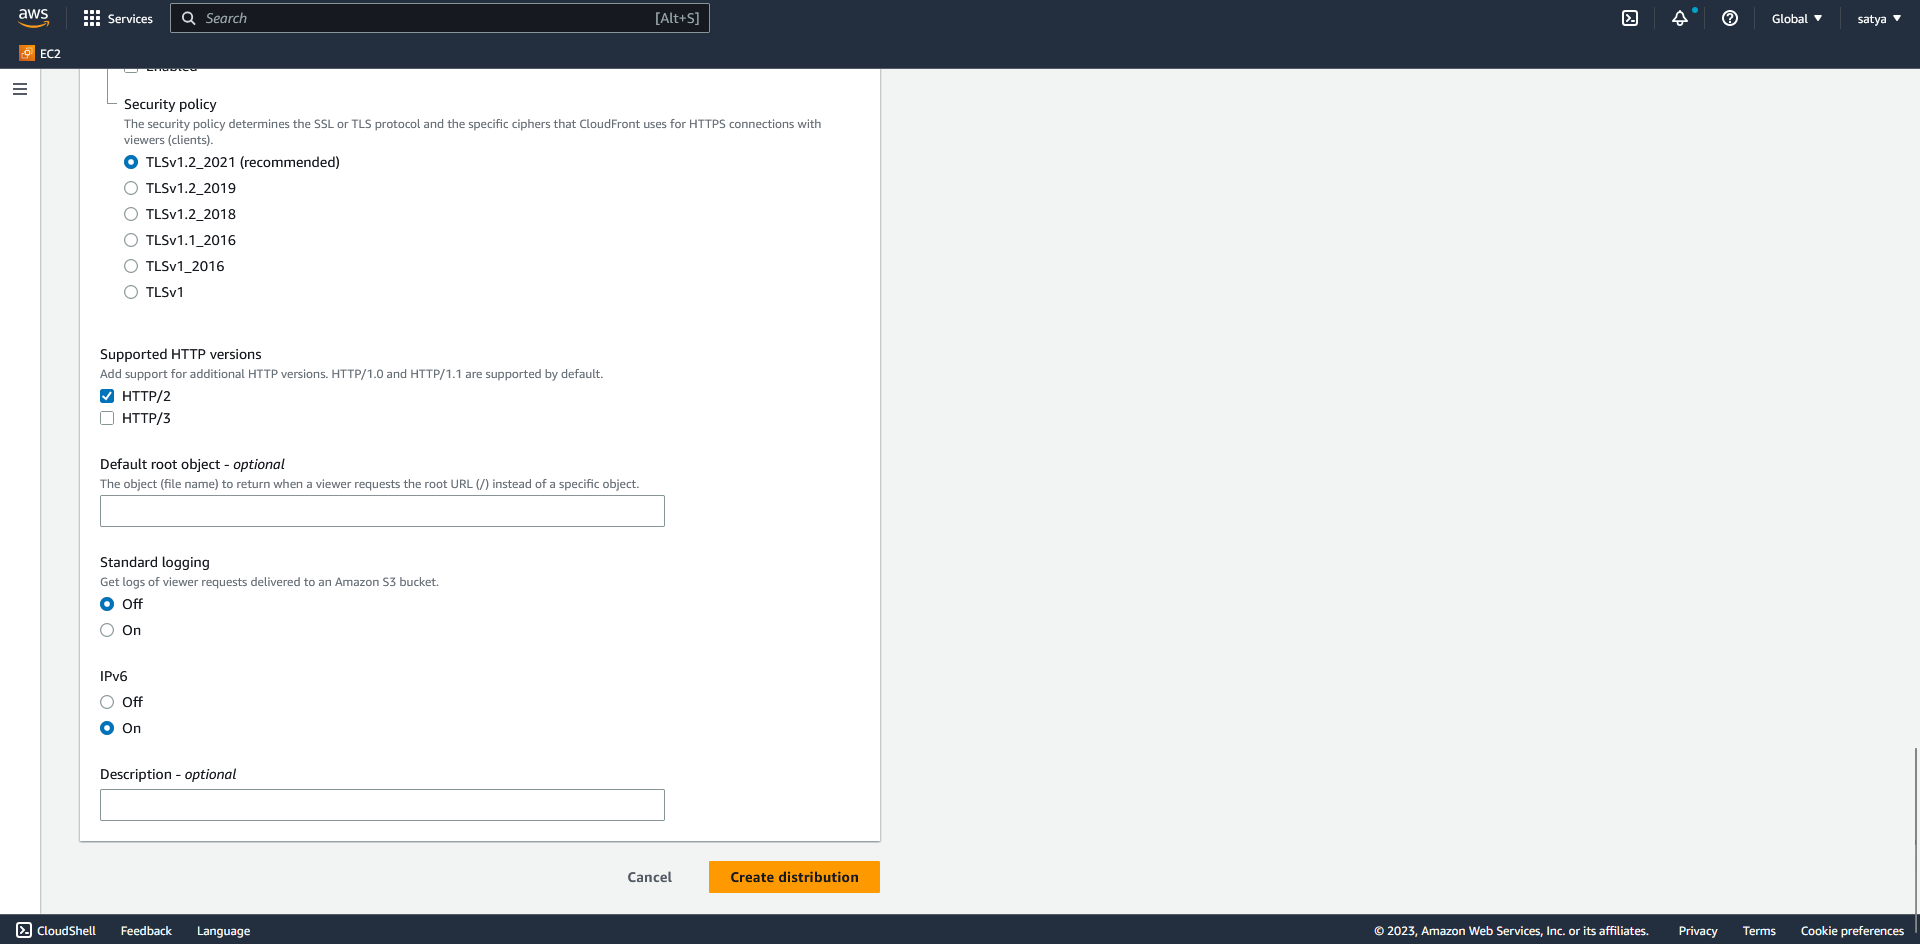 aws
Services
Search
[Alt+S]
Global
satya
EC2
Enabled
Security policy
The security policy determines the SSL or TLS protocol and the specific ciphers that CloudFront uses for HTTPS connections with
viewers (clients).
TLSv1.2_2021 (recommended)
TLSv1.2_2019
TLSv1.2_2018
TLSv1.1_2016
TLSv1_2016
TLSv1
Supported HTTP versions
Add support for additional HTTP versions. HTTP/1.0 and HTTP/1.1 are supported by default.
HTTP/2
HTTP/3
Default root object - optional
The object (file name) to return when a viewer requests the root URL (/) instead of a specific object.
Standard logging
Get logs of viewer requests delivered to an Amazon S3 bucket.
Off
On
IPv6
Off
On
Description - optional
Cancel
Create distribution
CloudShell
Feedback
Language
© 2023, Amazon Web Services, Inc. or its affiliates.
Privacy
Terms
Cookie preferences